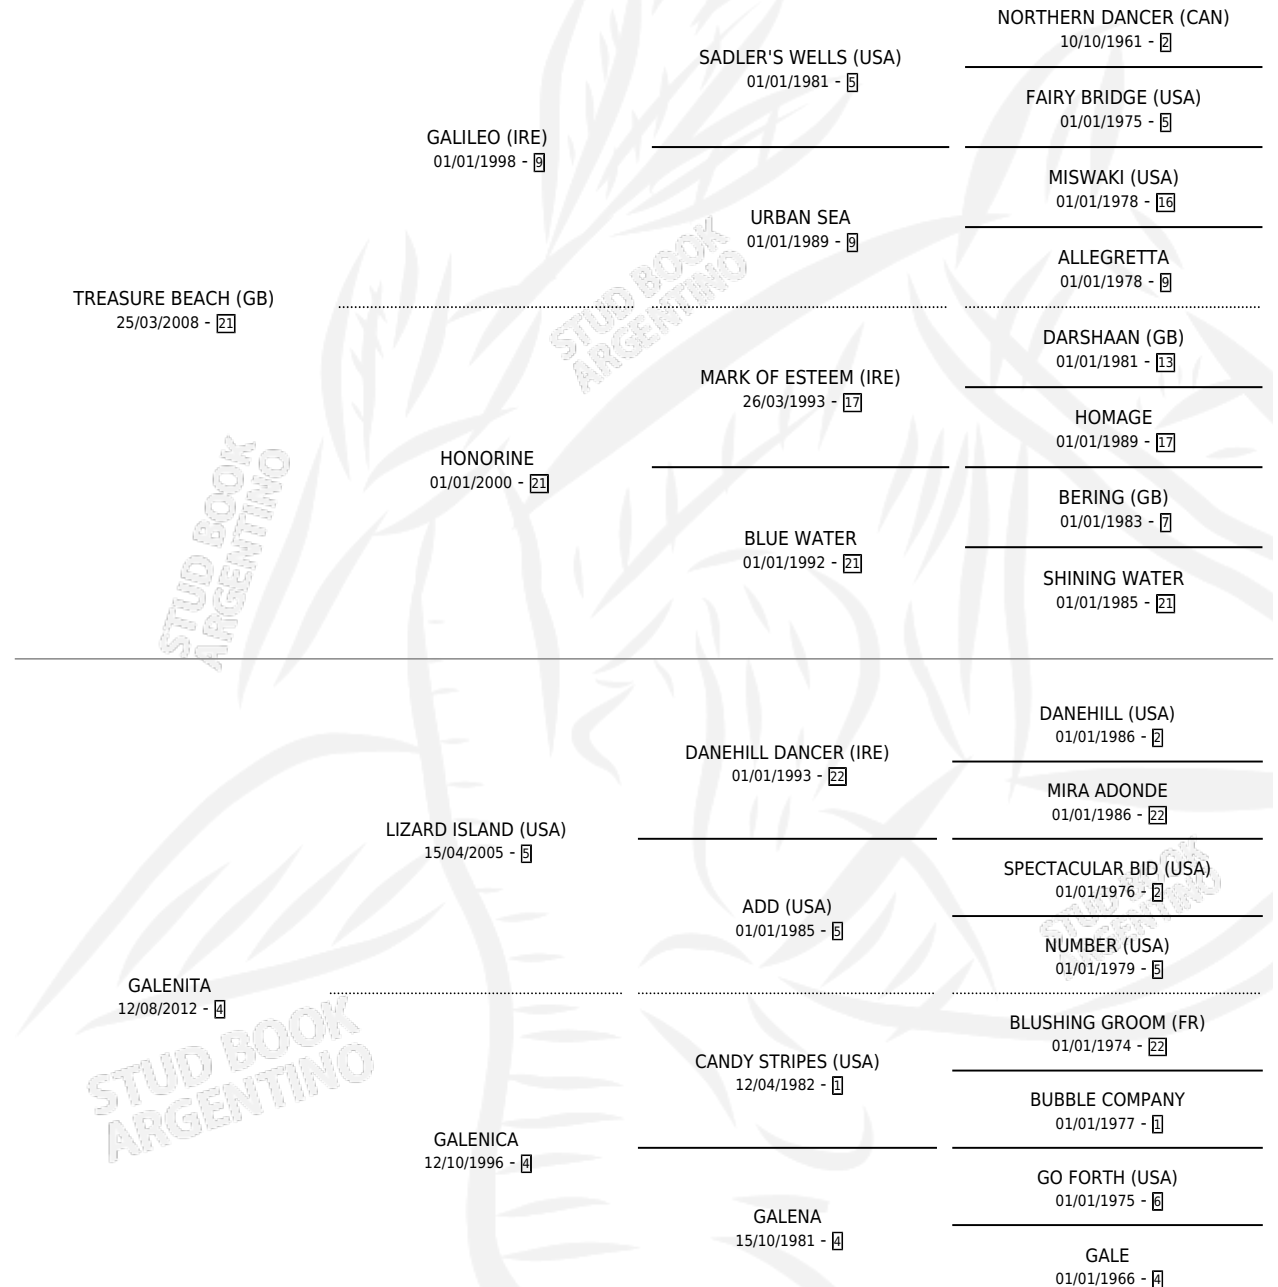 NORTHERN DANCER (CAN)
10/10/1961 - 2
SADLER'S WELLS (USA)
01/01/1981 - 5
FAIRY BRIDGE (USA)
01/01/1975 - 5
GALILEO (IRE)
01/01/1998 - 9
MISWAKI (USA)
01/01/1978 - 16
URBAN SEA
01/01/1989 - 9
ALLEGRETTA
01/01/1978 - 9
TREASURE BEACH (GB)
25/03/2008 - 21
DARSHAAN (GB)
01/01/1981 - 13
MARK OF ESTEEM (IRE)
26/03/1993 - 17
HOMAGE
01/01/1989 - 17
HONORINE
01/01/2000 - 21
BERING (GB)
01/01/1983 - 7
BLUE WATER
01/01/1992 - 21
SHINING WATER
01/01/1985 - 21
DANEHILL (USA)
01/01/1986 - 2
DANEHILL DANCER (IRE)
01/01/1993 - 22
MIRA ADONDE
01/01/1986 - 22
LIZARD ISLAND (USA)
15/04/2005 - 5
SPECTACULAR BID (USA)
01/01/1976 - 2
ADD (USA)
01/01/1985 - 5
NUMBER (USA)
01/01/1979 - 5
GALENITA
12/08/2012 - 4
BLUSHING GROOM (FR)
01/01/1974 - 22
CANDY STRIPES (USA)
12/04/1982 - 1
BUBBLE COMPANY
01/01/1977 - 1
GALENICA
12/10/1996 - 4
GO FORTH (USA)
01/01/1975 - 6
GALENA
15/10/1981 - 4
GALE
01/01/1966 - 4
STUD BOOK
ARGENTINO
STUD BOOK
ARGENTINO
STUD BOOK
ARGENTINO
STUD BOOK
ARGENTINO